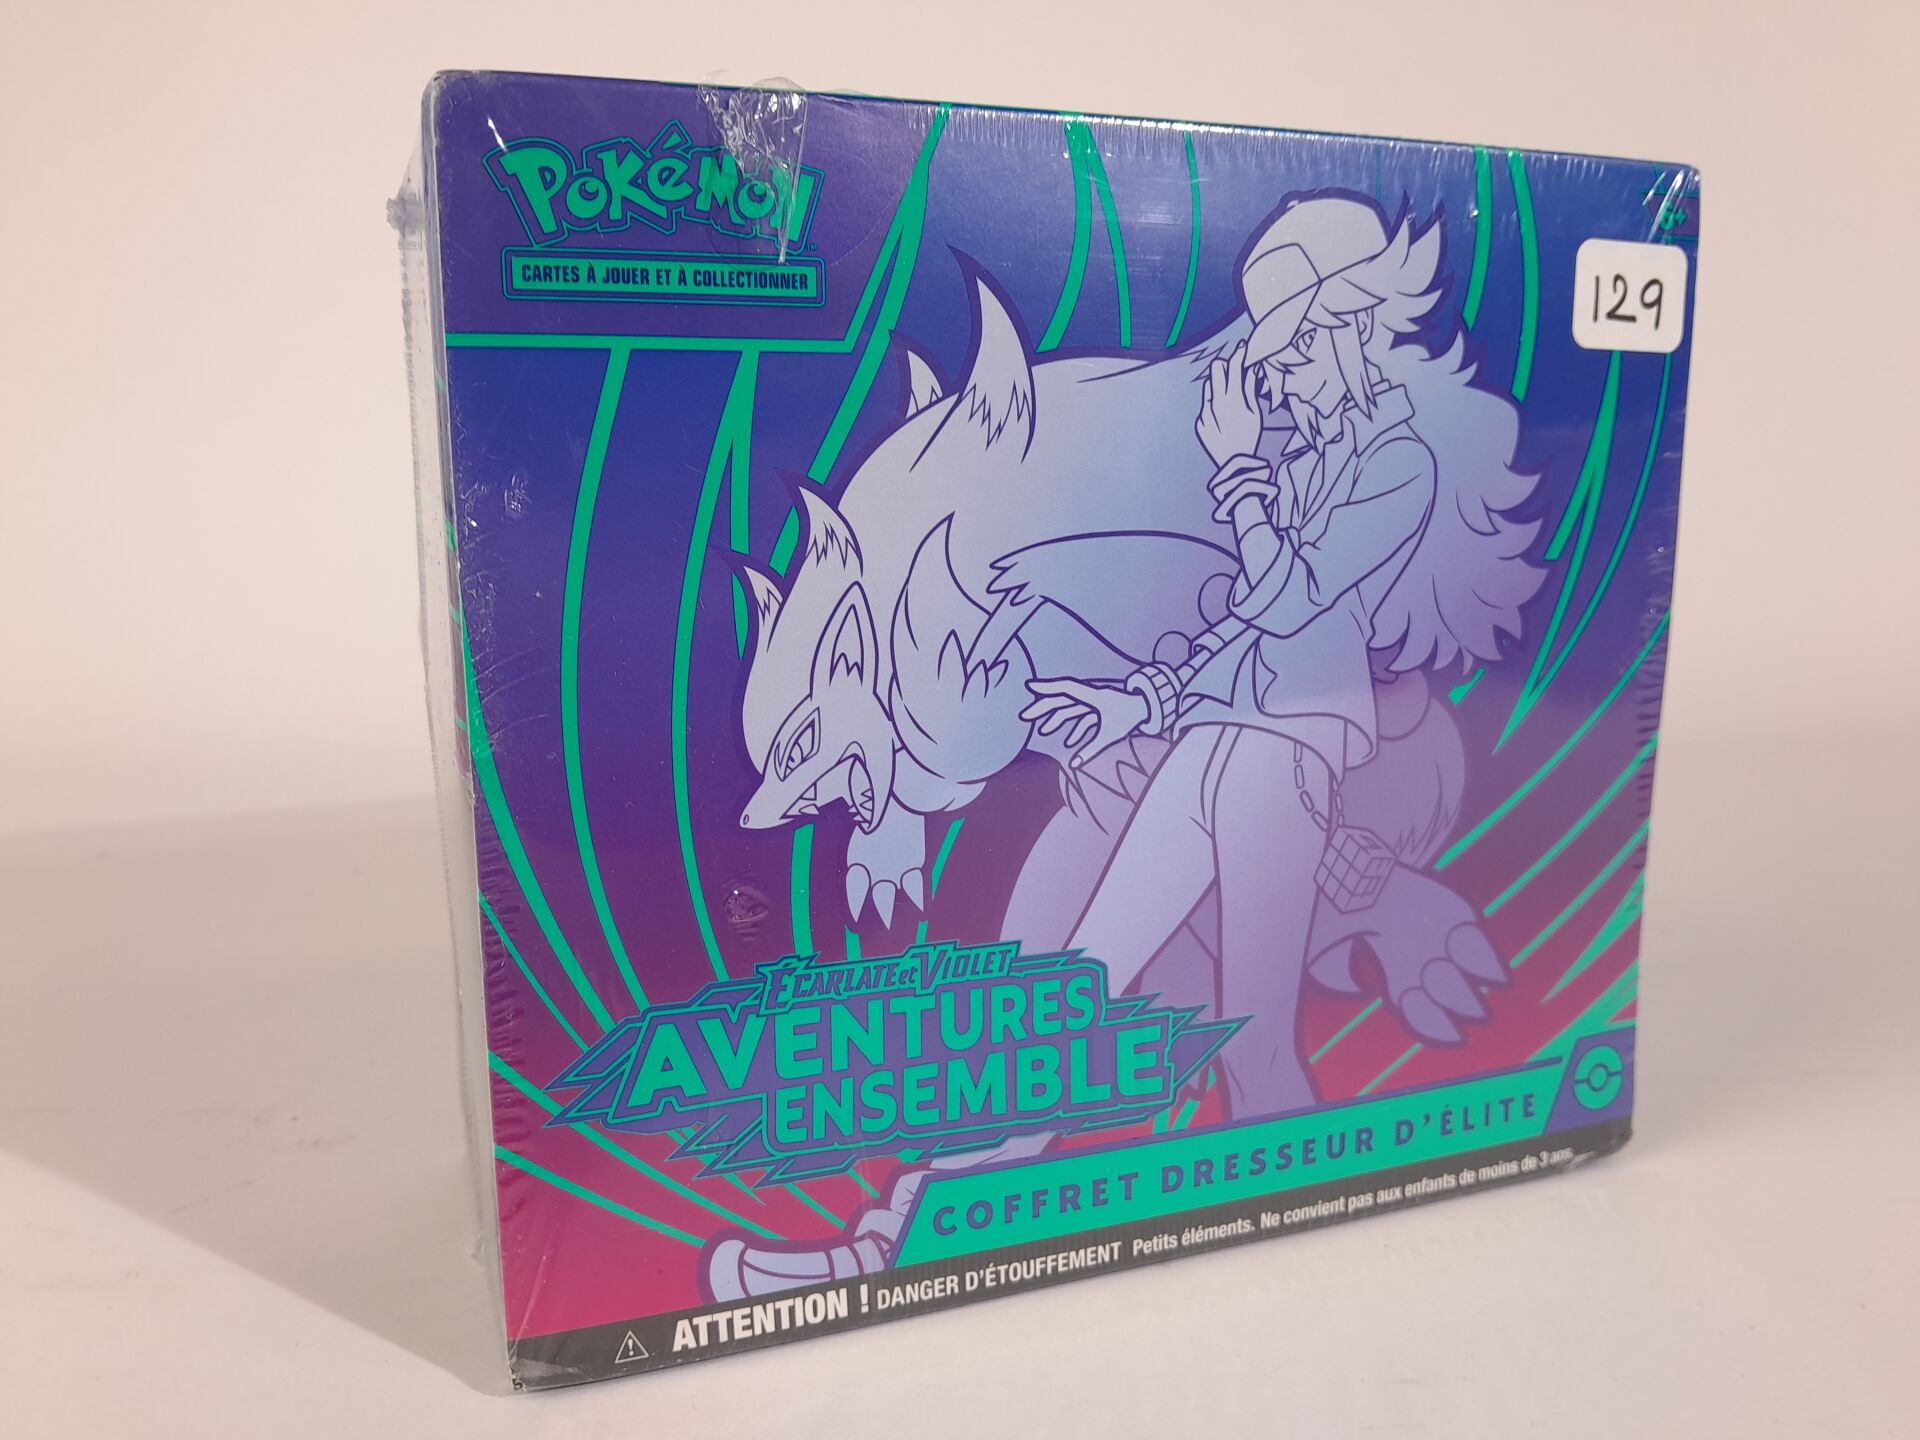 Pokémon
CARTES À JOUER ET À COLLECTIONNER
6+
129
ÉCARLATE et VIOLET
AVENTURES
ENSEMBLE
COFFRET DRESSEUR D'ÉLITE
ATTENTION ! DANGER D'ÉTOUFFEMENT Petits éléments. Ne convient pas aux enfants de moins de 3 ans.